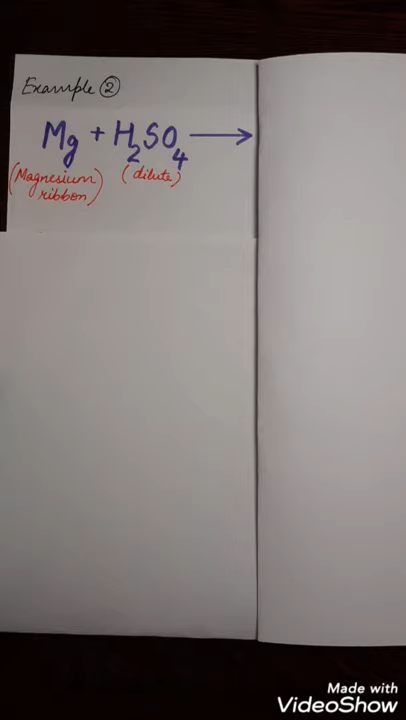 Example ②
Mg + H2SO4 →
(Magnesium ribbon) (dilute)
Made with
VideoShow